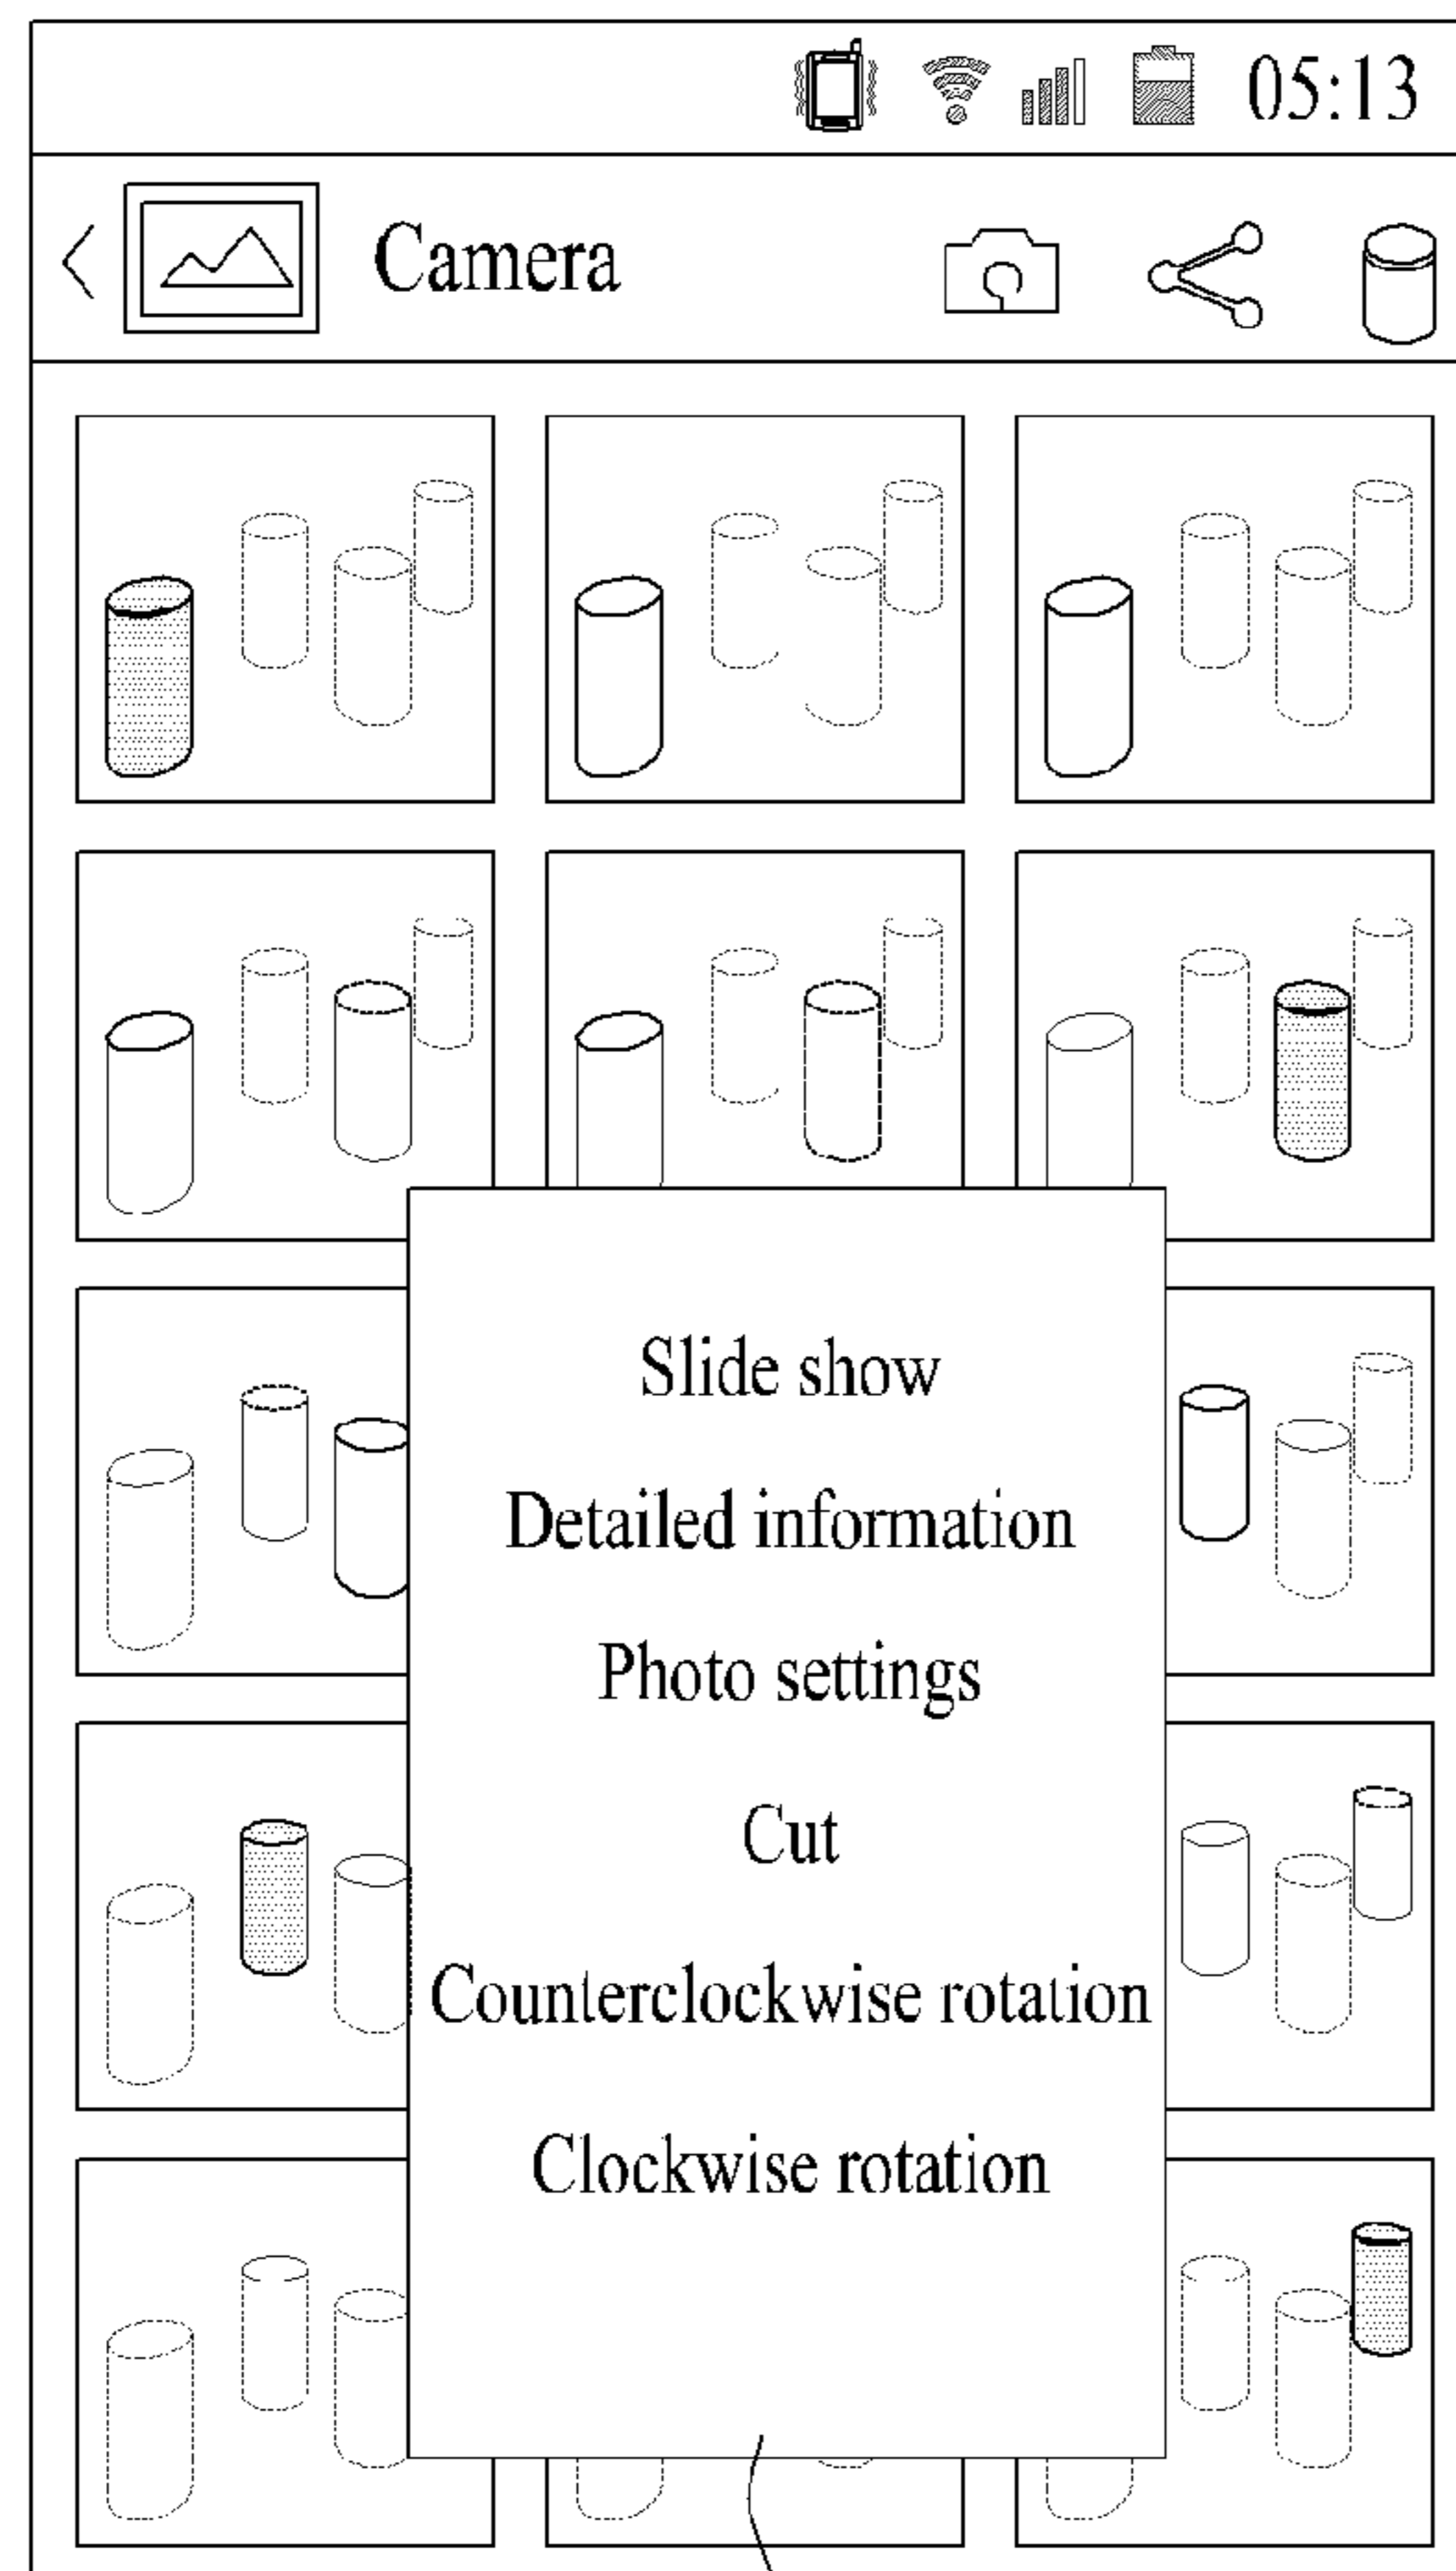 05:13
Camera
Slide show
Detailed information
Photo settings
Cut
Counterclockwise rotation
Clockwise rotation